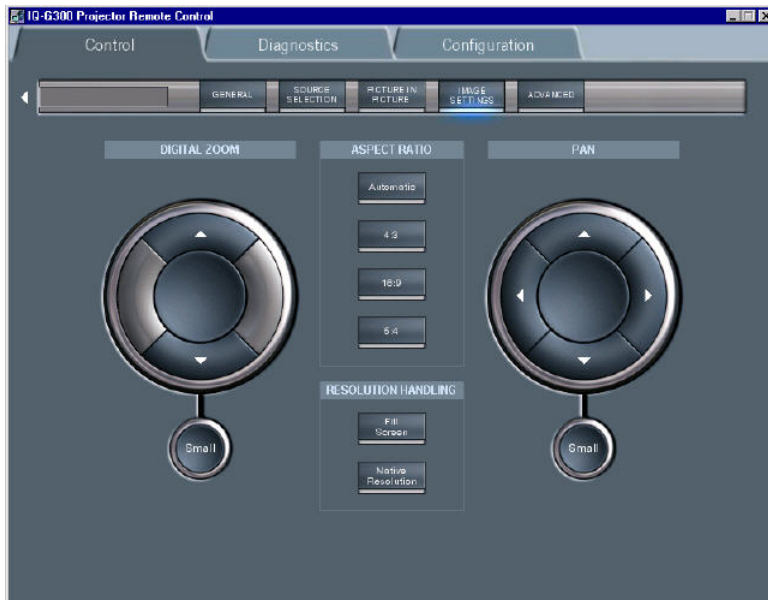 IQ-G300 Projector Remote Control
Control Diagnostics Configuration
GENERAL
SOURCE
SELECTION
PICTURE IN
PICTURE
IMAGE
SETTINGS
ADVANCED
DIGITAL ZOOM
Small
ASPECT RATIO
Automatic
4:3
16:9
5:4
RESOLUTION HANDLING
Fill
Screen
Native
Resolution
PAN
Small